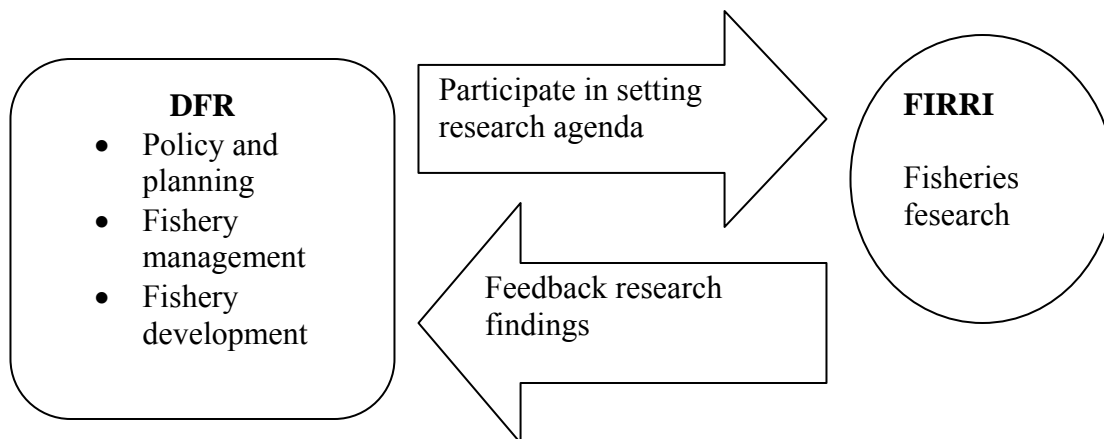 DFR
• Policy and
planning
• Fishery
management
• Fishery
development
Participate in setting
research agenda
Feedback research
findings
FIRRI
Fisheries
fesearch